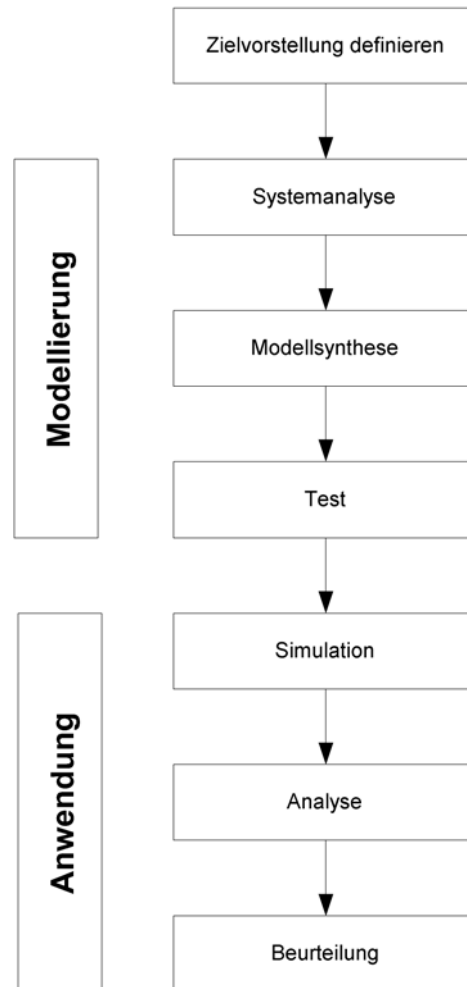 Zielvorstellung definieren
Modellierung
Systemanalyse
Modellsynthese
Test
Anwendung
Simulation
Analyse
Beurteilung